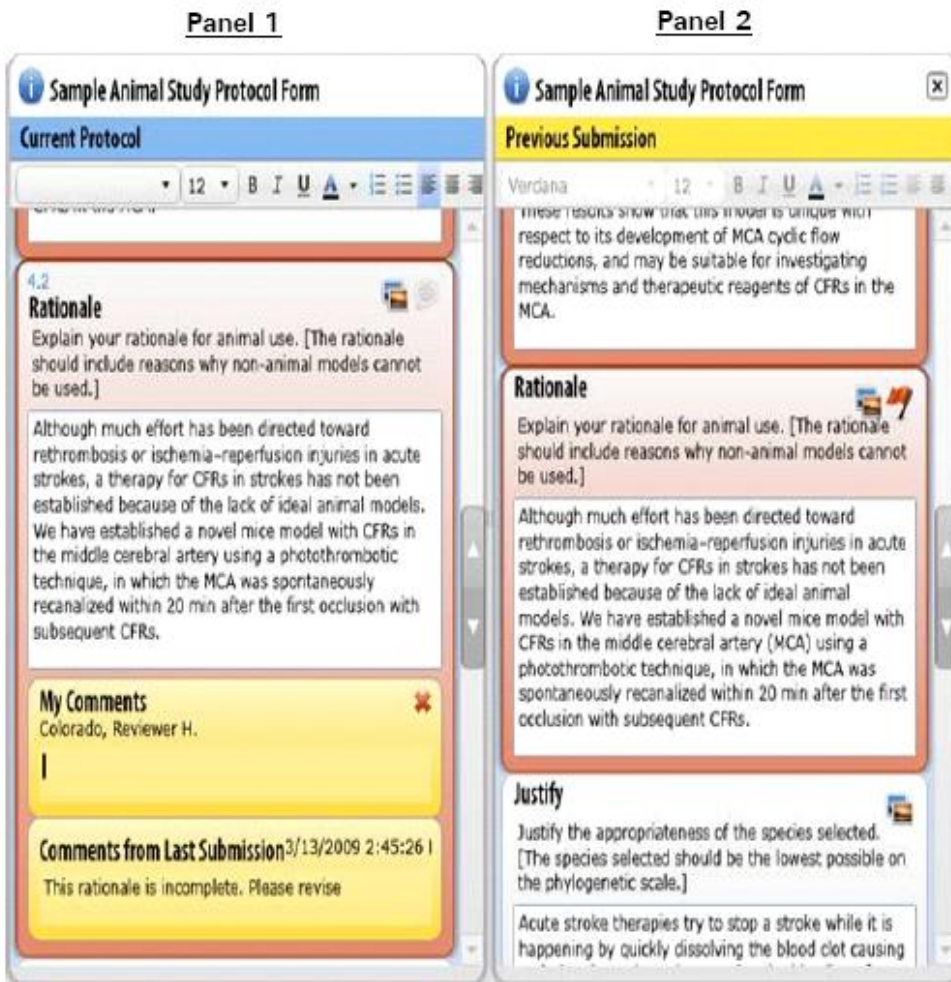 Panel 1
Sample Animal Study Protocol Form
Current Protocol
12 B I U A
4.2
Rationale
Explain your rationale for animal use. [The rationale
should include reasons why non-animal models cannot
be used.]
Although much effort has been directed toward
rethrombosis or ischemia-reperfusion injuries in acute
strokes, a therapy for CFRs in strokes has not been
established because of the lack of ideal animal models.
We have established a novel mice model with CFRs in
the middle cerebral artery using a photothrombotic
technique, in which the MCA was spontaneously
recanalized within 20 min after the first occlusion with
subsequent CFRs.
My Comments
Colorado, Reviewer H.
Comments from Last Submission 3/13/2009 2:45:26
This rationale is incomplete. Please revise
Panel 2
Sample Animal Study Protocol Form
Previous Submission
Verdana 12 B I U A
These results show that this model is unique with
respect to its development of MCA cyclic flow
reductions, and may be suitable for investigating
mechanisms and therapeutic reagents of CFRs in the
MCA.
Rationale
Explain your rationale for animal use. [The rationale
should include reasons why non-animal models cannot
be used.]
Although much effort has been directed toward
rethrombosis or ischemia-reperfusion injuries in acute
strokes, a therapy for CFRs in strokes has not been
established because of the lack of ideal animal
models. We have established a novel mice model with
CFRs in the middle cerebral artery (MCA) using a
photothrombotic technique, in which the MCA was
spontaneously recanalized within 20 min after the first
occlusion with subsequent CFRs.
Justify
Justify the appropriateness of the species selected.
[The species selected should be the lowest possible on
the phylogenetic scale.]
Acute stroke therapies try to stop a stroke while it is
happening by quickly dissolving the blood clot causing